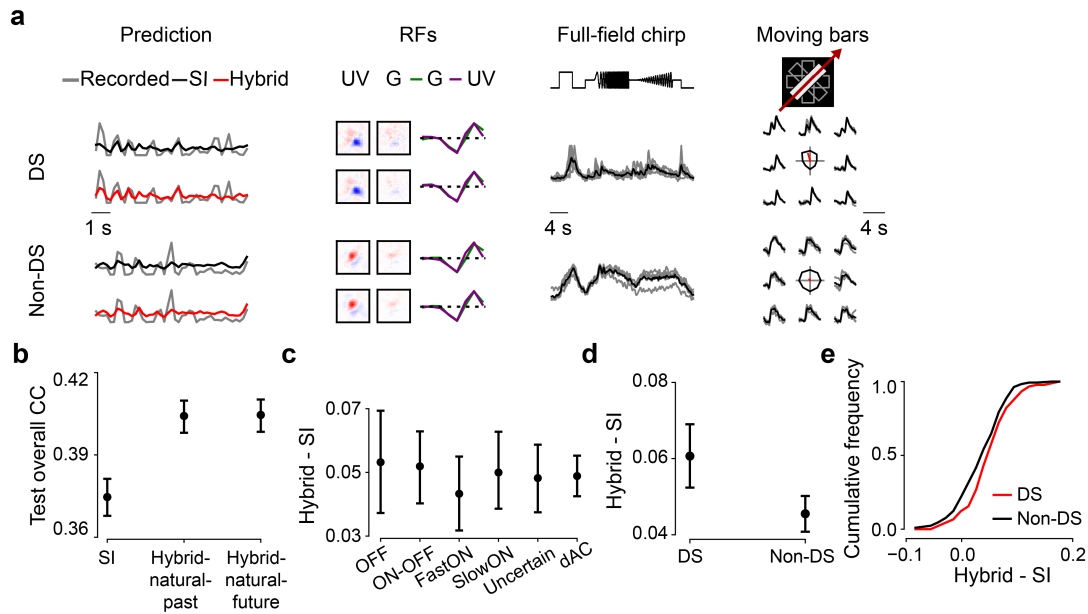 a
Prediction RFs Full-field chirp Moving bars
Recorded SI Hybrid UV G G UV
DS
1 s 4 s 4 s
Non-DS
b c d e
Test overall CC
0.42
0.39
0.36
SI Hybrid-natural-past Hybrid-natural-future
Hybrid - SI
0.07
0.05
0.03
OFF ON-OFF FastON SlowON Uncertain dAC
Hybrid - SI
0.08
0.06
0.04
DS Non-DS
Cumulative frequency
1.0
0.5
0.0
DS
Non-DS
−0.1 0.0 0.2
Hybrid - SI